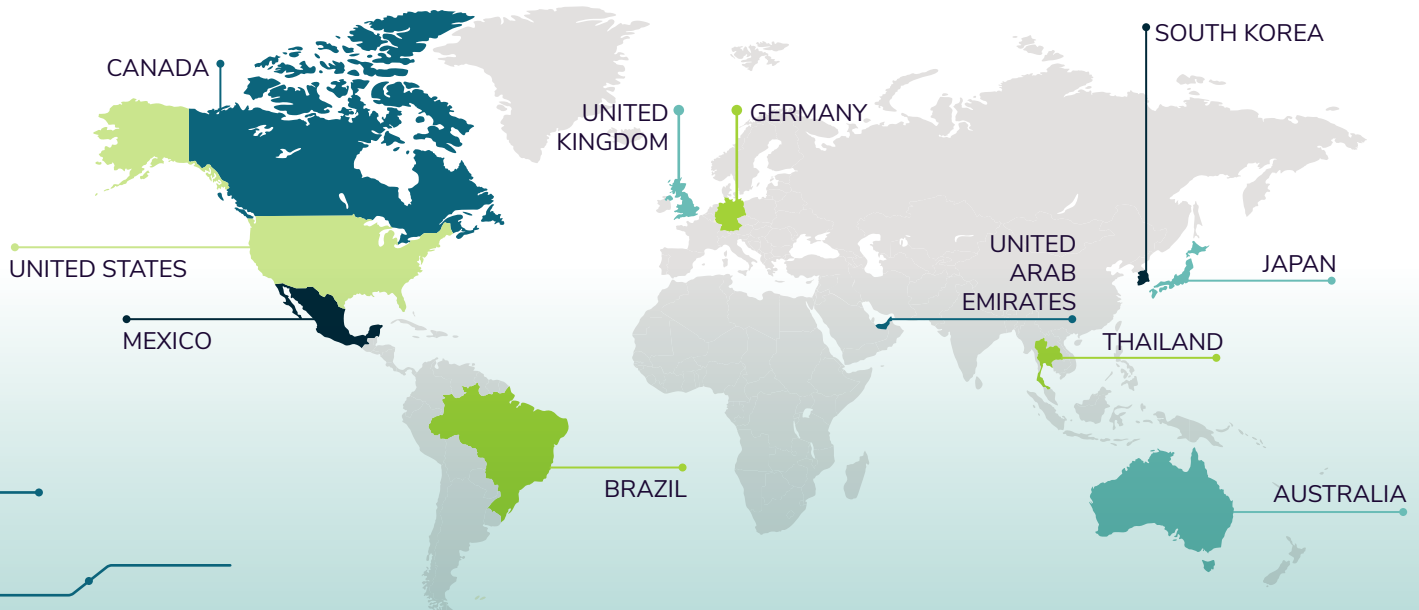 SOUTH KOREA
CANADA
UNITED
KINGDOM
GERMANY
UNITED
ARAB
EMIRATES
JAPAN
UNITED STATES
MEXICO
THAILAND
BRAZIL
AUSTRALIA